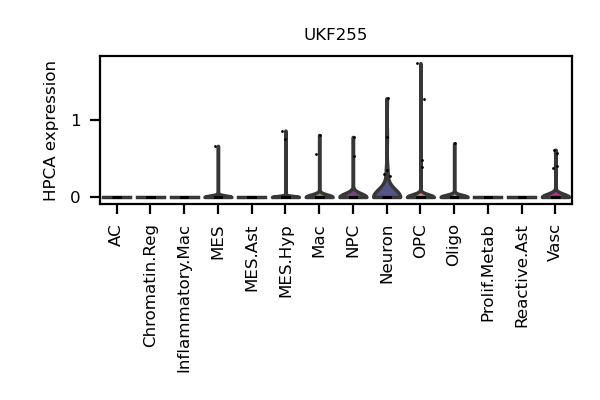 UKF255
HPCA expression
1
0
AC
Chromatin.Reg
Inflammatory.Mac
MES
MES.Ast
MES.Hyp
Mac
NPC
Neuron
OPC
Oligo
Prolif.Metab
Reactive.Ast
Vasc